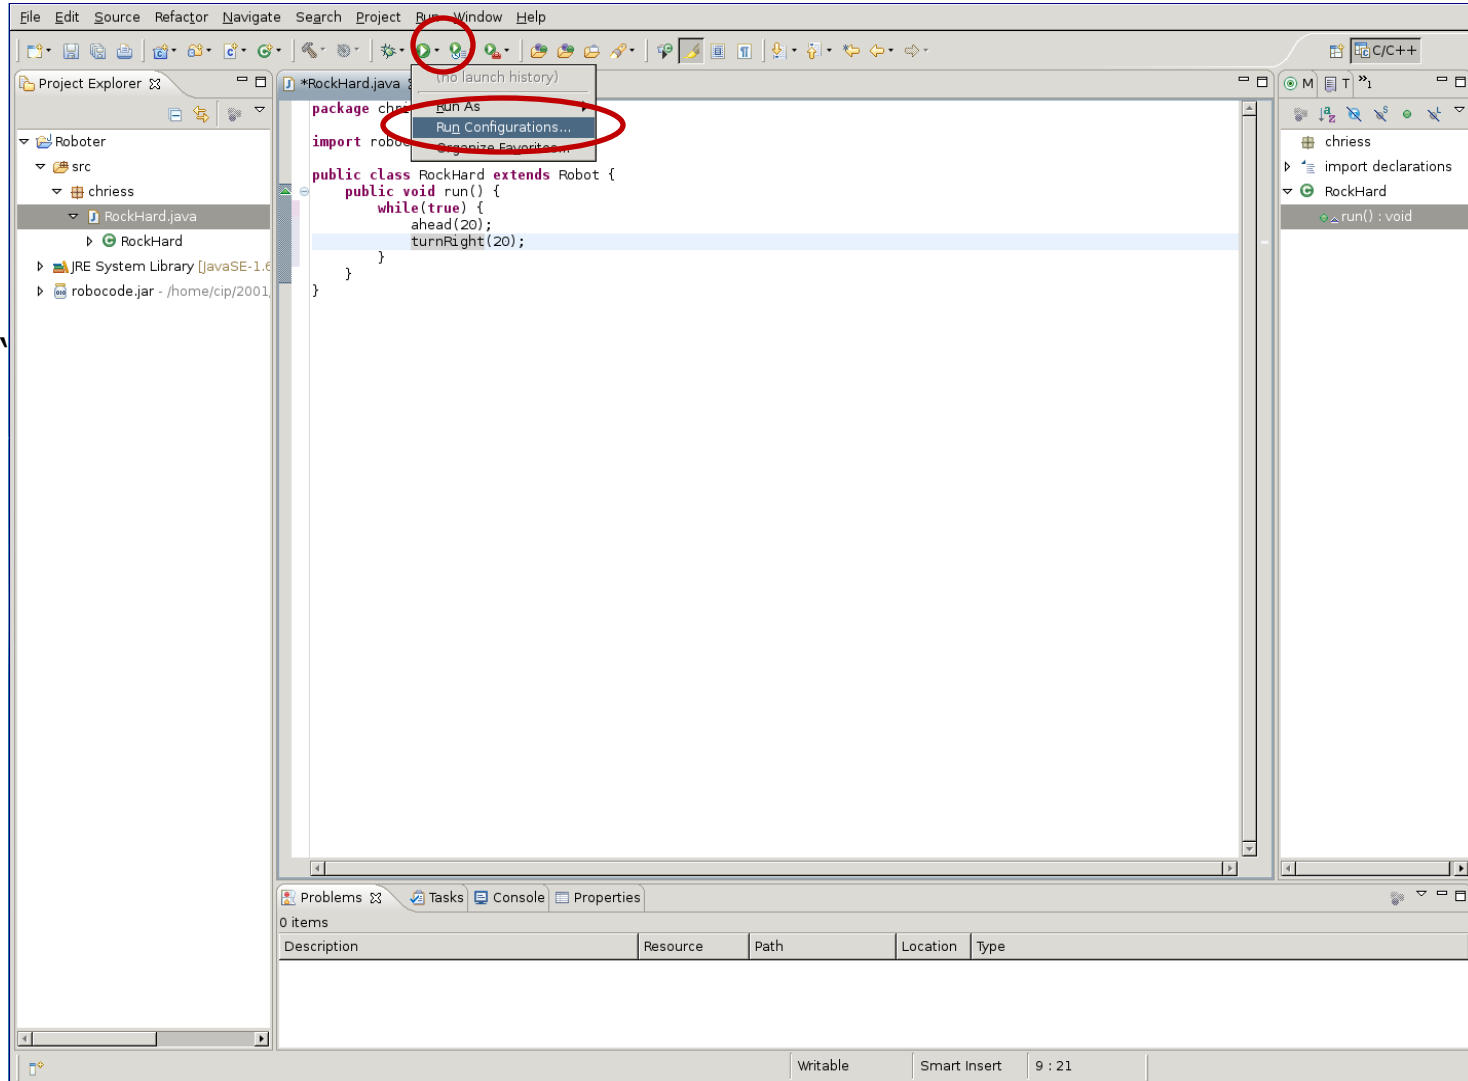 File Edit Source Refactor Navigate Search Project Run Window Help
C/C++
Project Explorer
*RockHard.java
M T »1
(no launch history)
Run As
Run Configurations...
Organize Favorites...
Roboter
src
chriess
RockHard.java
RockHard
JRE System Library [JavaSE-1.6
robocode.jar - /home/cip/2001,
package chri
import roboc
public class RockHard extends Robot {
public void run() {
while(true) {
ahead(20);
turnRight(20);
}
}
}
chriess
import declarations
RockHard
run() : void
Problems Tasks Console Properties
0 items
Description Resource Path Location Type
Writable Smart Insert 9 : 21